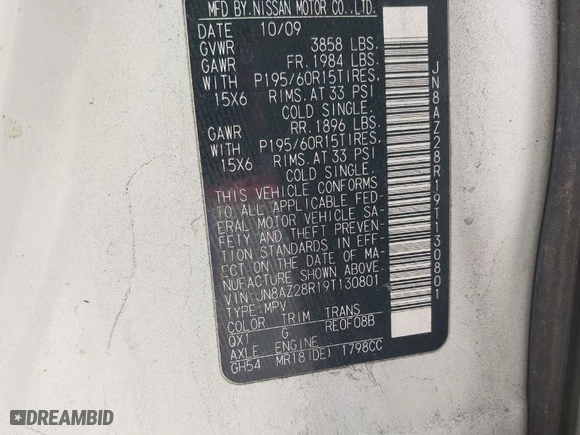 MFD BY.NISSAN MOTOR CO.,LTD.
DATE 10/09
GVWR 3858 LBS.
GAWR FR. 1984 LBS.
WITH P195/60R15TIRES.
15X6 RIMS.AT 33 PSI
COLD SINGLE.
GAWR RR. 1896 LBS.
WITH P195/60R15TIRES.
15X6 RIMS.AT 33 PSI
COLD SINGLE.
THIS VEHICLE CONFORMS
TO ALL APPLICABLE FED-
ERAL MOTOR VEHICLE SA-
FETY AND THEFT PREVEN-
TION STANDARDS IN EFF-
ECT ON THE DATE OF MA-
NUFACTURE SHOWN ABOVE.
VIN:JN8AZ28R19T130801
TYPE:MPV
COLOR TRIM TRANS
QX1 G RE0F08B
AXLE ENGINE
GH54 MR18(DE) 1798CC
JN8AZ28R19T130801
DREAMBID